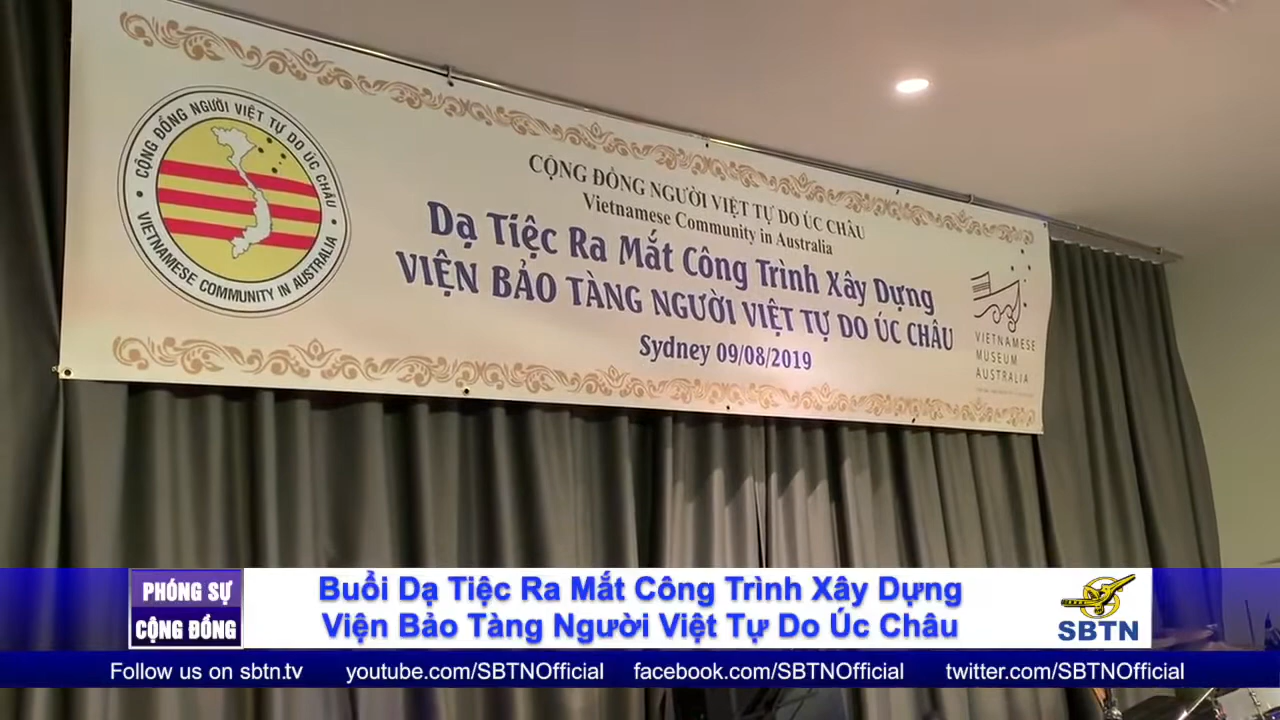 CỘNG ĐỒNG NGƯỜI VIỆT TỰ DO ÚC CHÂU
VIETNAMESE COMMUNITY IN AUSTRALIA
CỘNG ĐỒNG NGƯỜI VIỆT TỰ DO ÚC CHÂU
Vietnamese Community in Australia
Dạ Tiệc Ra Mắt Công Trình Xây Dựng
VIỆN BẢO TÀNG NGƯỜI VIỆT TỰ DO ÚC CHÂU
Sydney 09/08/2019
VIETNAMESE
MUSEUM
AUSTRALIA
PHÓNG SỰ
CỘNG ĐỒNG
Buổi Dạ Tiệc Ra Mắt Công Trình Xây Dựng
Viện Bảo Tàng Người Việt Tự Do Úc Châu
SBTN
Follow us on sbtn.tv youtube.com/SBTNOfficial facebook.com/SBTNOfficial twitter.com/SBTNOfficial